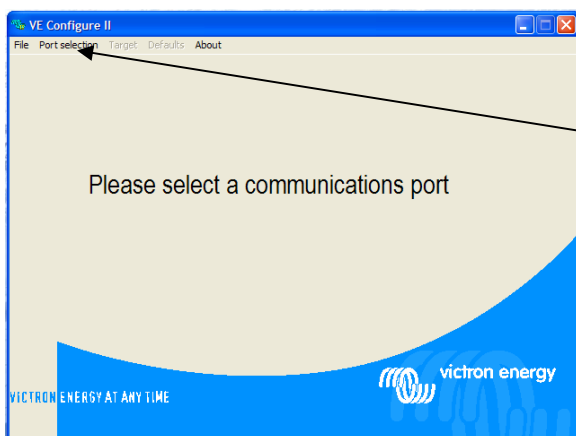 VE Configure II
File Port selection Target Defaults About
Please select a communications port
victron energy
VICTRON ENERGY AT ANY TIME